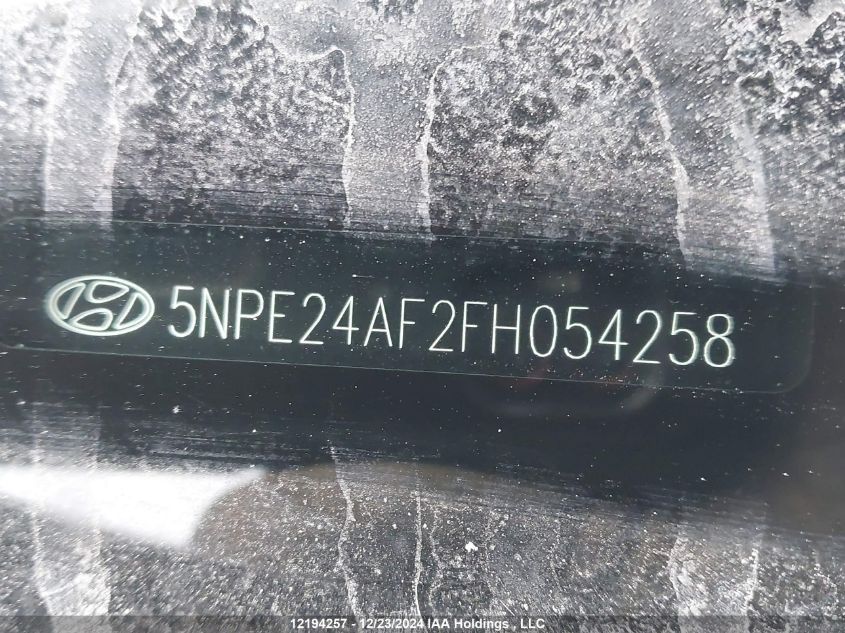 5NPE24AF2FH054258
12194257 - 12/23/2024 IAA Holdings , LLC